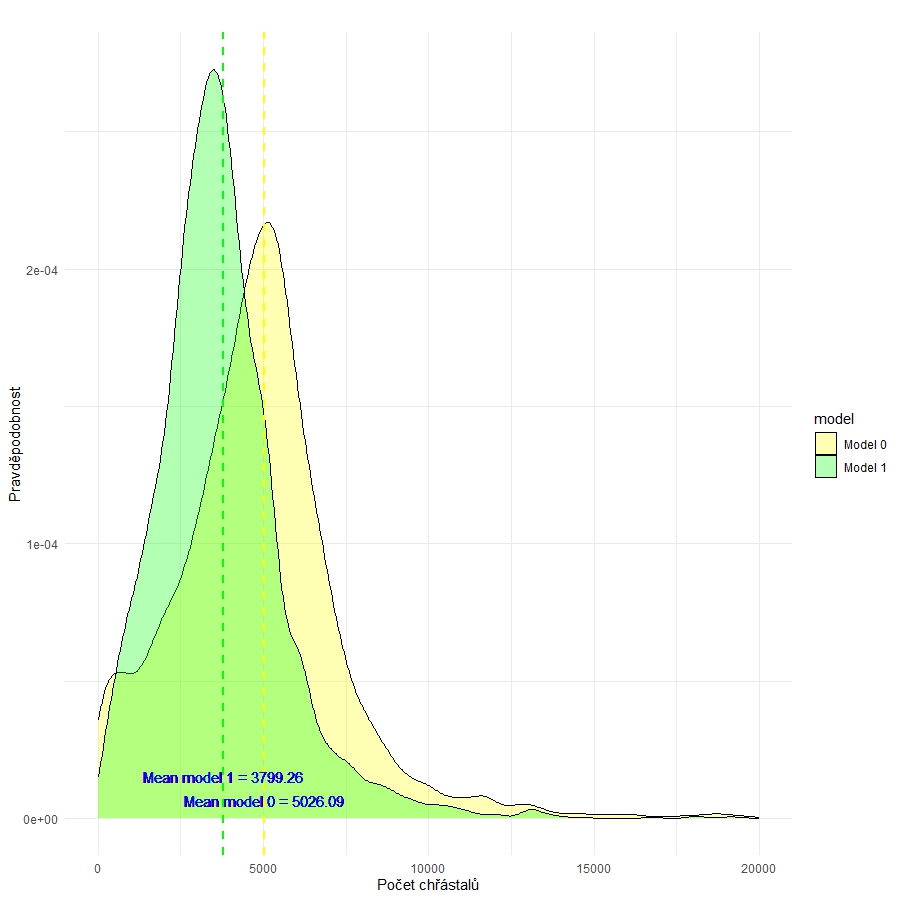 2e-04
1e-04
0e+00
Pravděpodobnost
Mean model 1 = 3799.26
Mean model 0 = 5026.09
0
5000
10000
15000
20000
Počet chřástalů
model
Model 0
Model 1